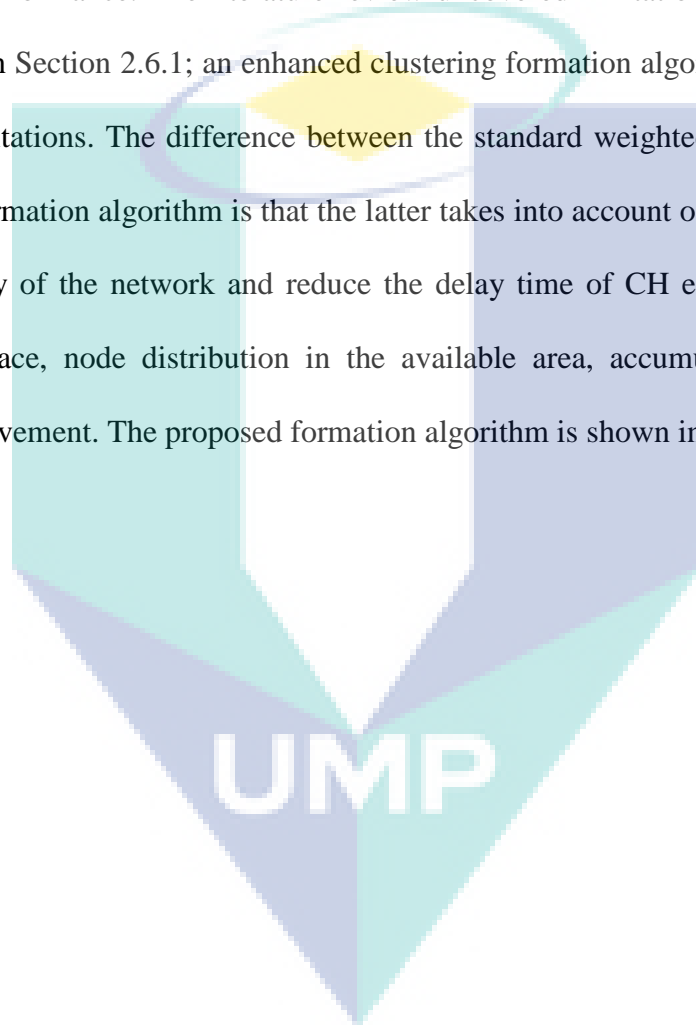 n Section 2.6.1; an enhanced clustering formation algo
tations. The difference between the standard weighte
rmation algorithm is that the latter takes into account o
y of the network and reduce the delay time of CH e
ace, node distribution in the available area, accumu
vement. The proposed formation algorithm is shown in
UMP